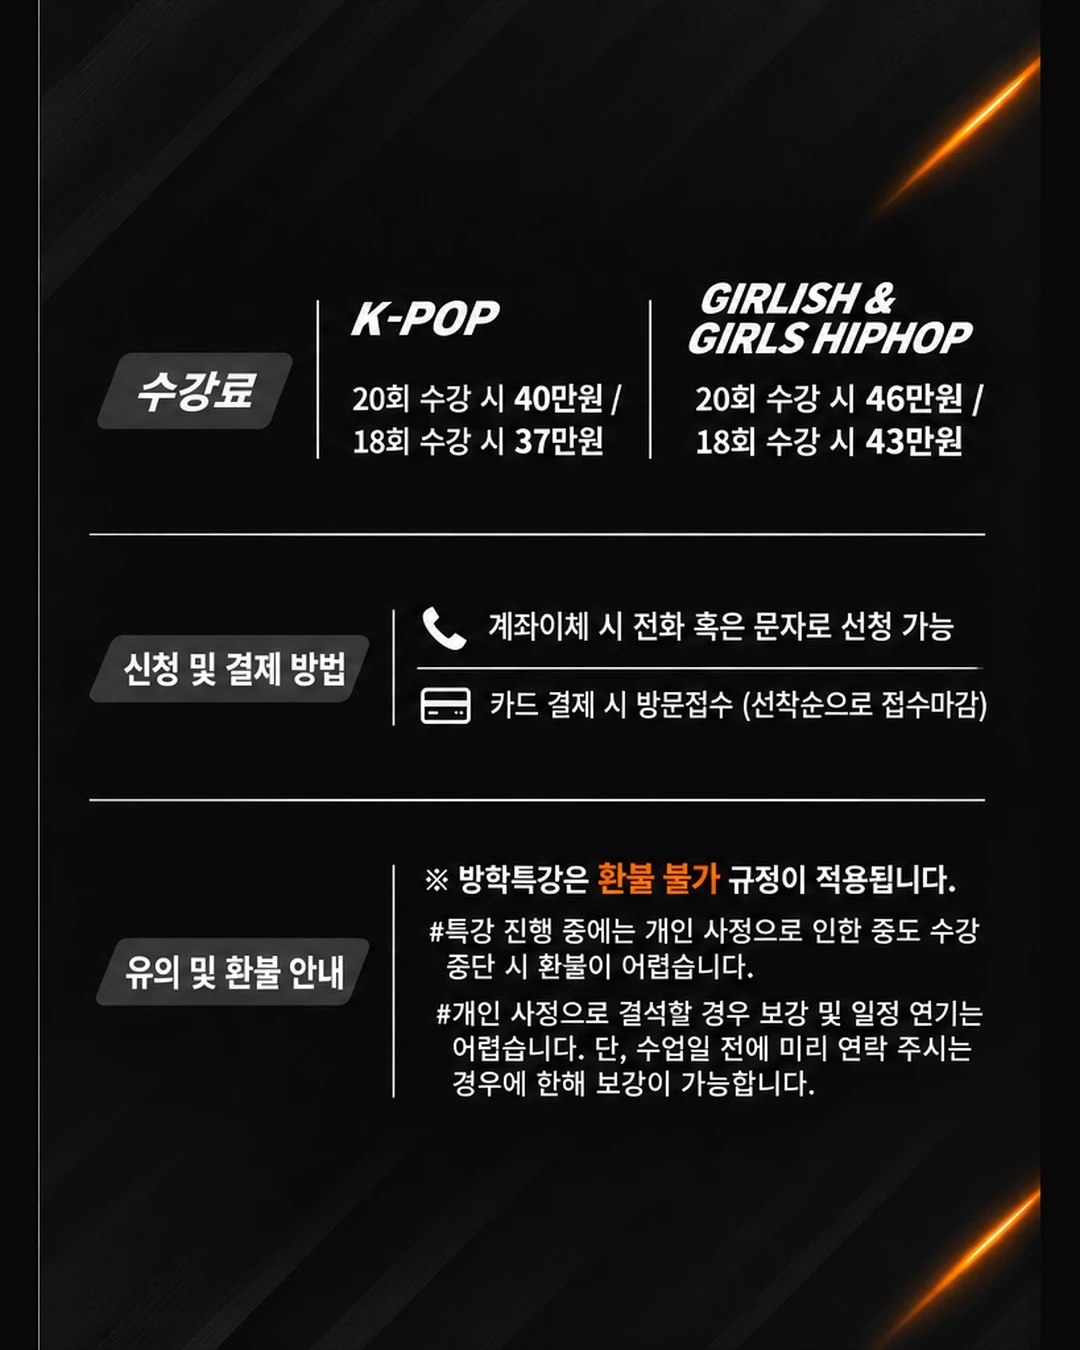 수강료
K-POP
20회 수강 시 40만원 /
18회 수강 시 37만원
GIRLISH &
GIRLS HIPHOP
20회 수강 시 46만원 /
18회 수강 시 43만원
신청 및 결제 방법
계좌이체 시 전화 혹은 문자로 신청 가능
카드 결제 시 방문접수 (선착순으로 접수마감)
유의 및 환불 안내
※ 방학특강은 환불 불가 규정이 적용됩니다.
#특강 진행 중에는 개인 사정으로 인한 중도 수강
중단 시 환불이 어렵습니다.
#개인 사정으로 결석할 경우 보강 및 일정 연기는
어렵습니다. 단, 수업일 전에 미리 연락 주시는
경우에 한해 보강이 가능합니다.